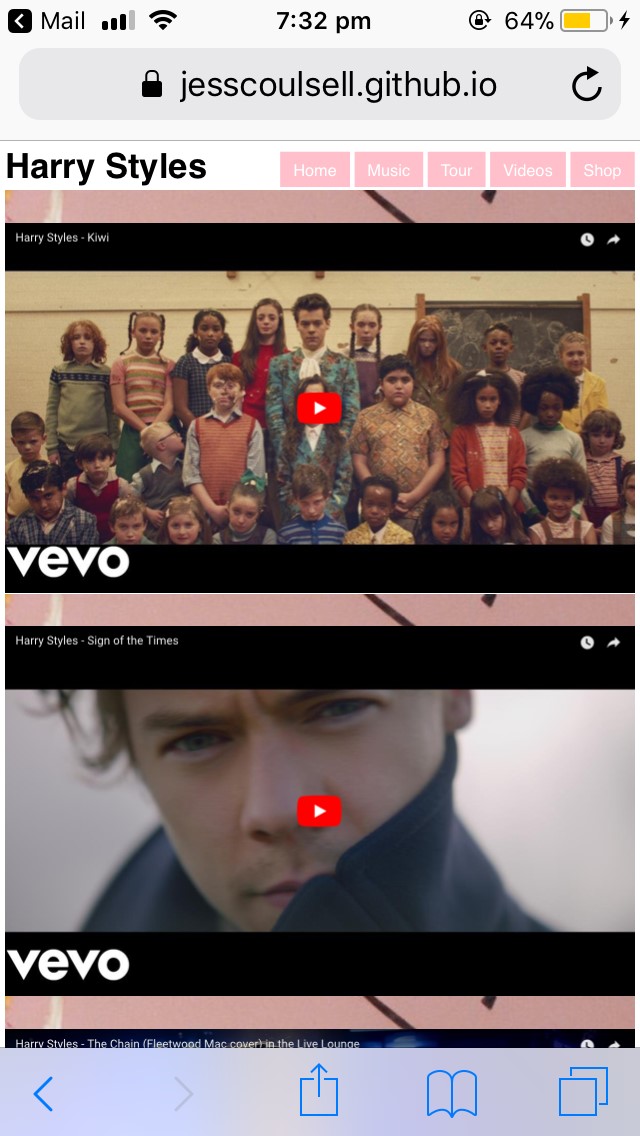 Mail 7:32 pm 64%
jesscoulsell.github.io
Harry Styles Home Music Tour Videos Shop
Harry Styles - Kiwi
vevo
Harry Styles - Sign of the Times
vevo
Harry Styles - The Chain (Fleetwood Mac cover) in the Live Lounge